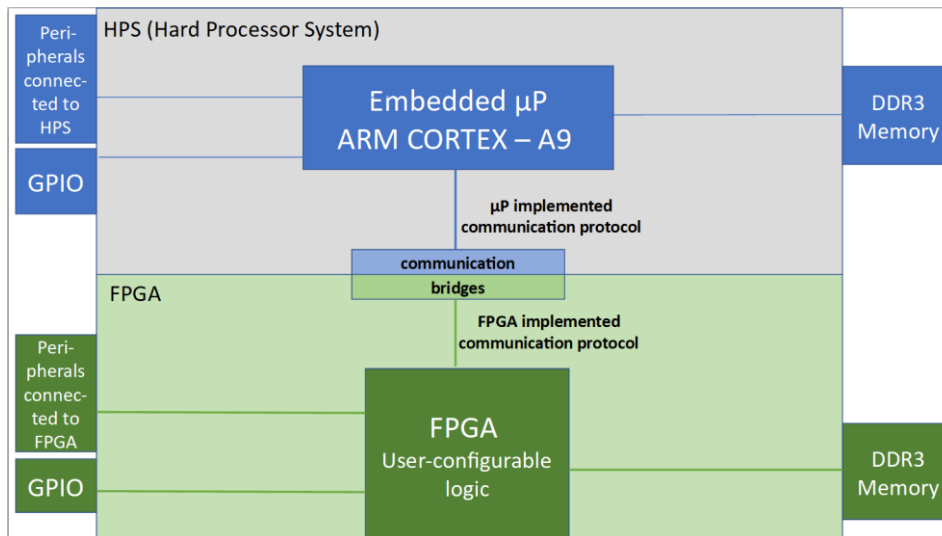 HPS (Hard Processor System)
Peri-
pherals
connec-
ted to
HPS
GPIO
Embedded µP
ARM CORTEX – A9
DDR3
Memory
µP implemented
communication protocol
communication
bridges
FPGA
FPGA implemented
communication protocol
Peri-
pherals
connec-
ted to
FPGA
GPIO
FPGA
User-configurable
logic
DDR3
Memory